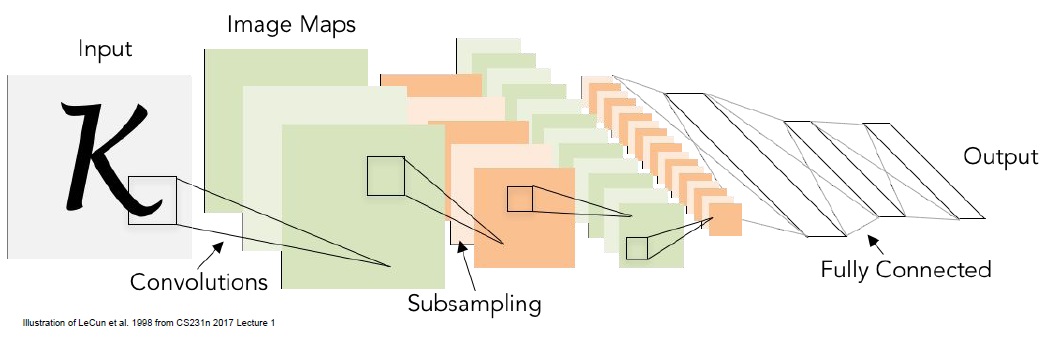 Image Maps
Input
K
Output
Fully Connected
Convolutions
Subsampling
Illustration of LeCun et al. 1998 from CS231n 2017 Lecture 1